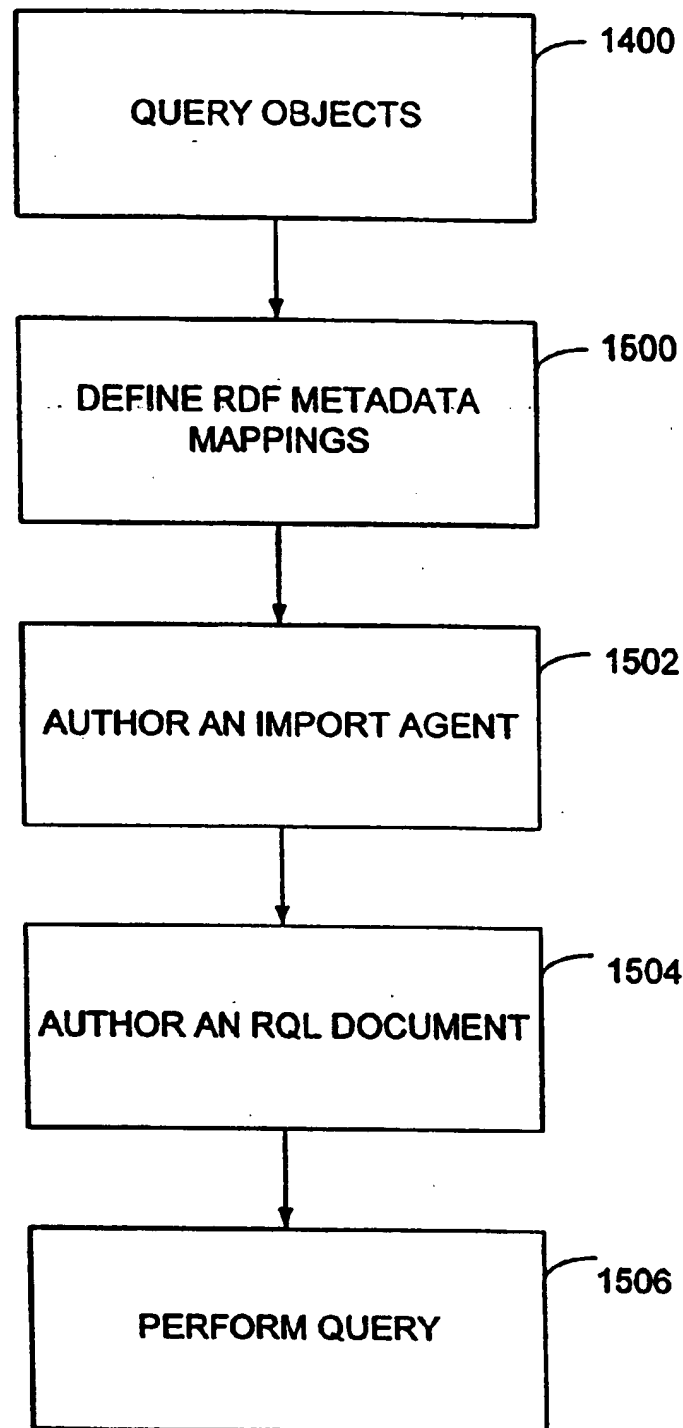 1400
QUERY OBJECTS
1500
DEFINE RDF METADATA
MAPPINGS
1502
AUTHOR AN IMPORT AGENT
1504
AUTHOR AN RQL DOCUMENT
1506
PERFORM QUERY